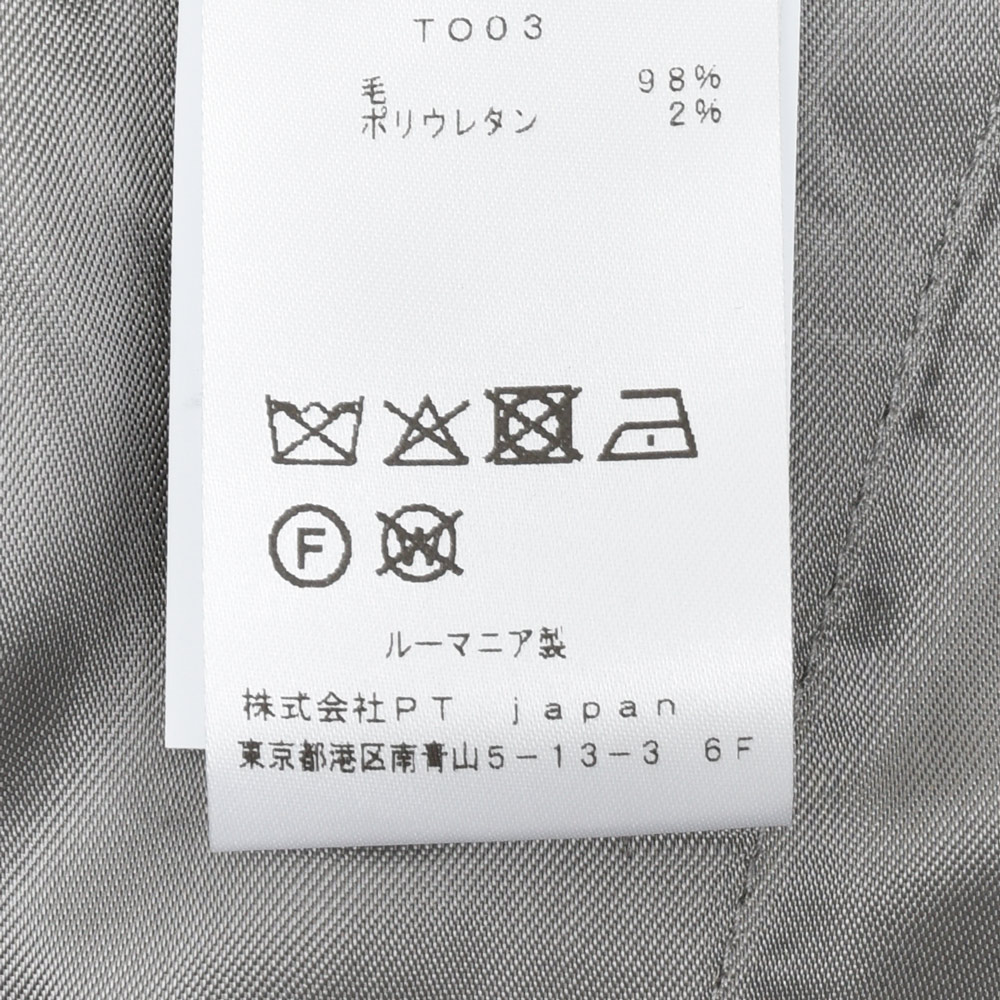 TO03
毛 98%
ポリウレタン 2%
F W
ルーマニア製
株式会社PT japan
東京都港区南青山5-13-3 6F